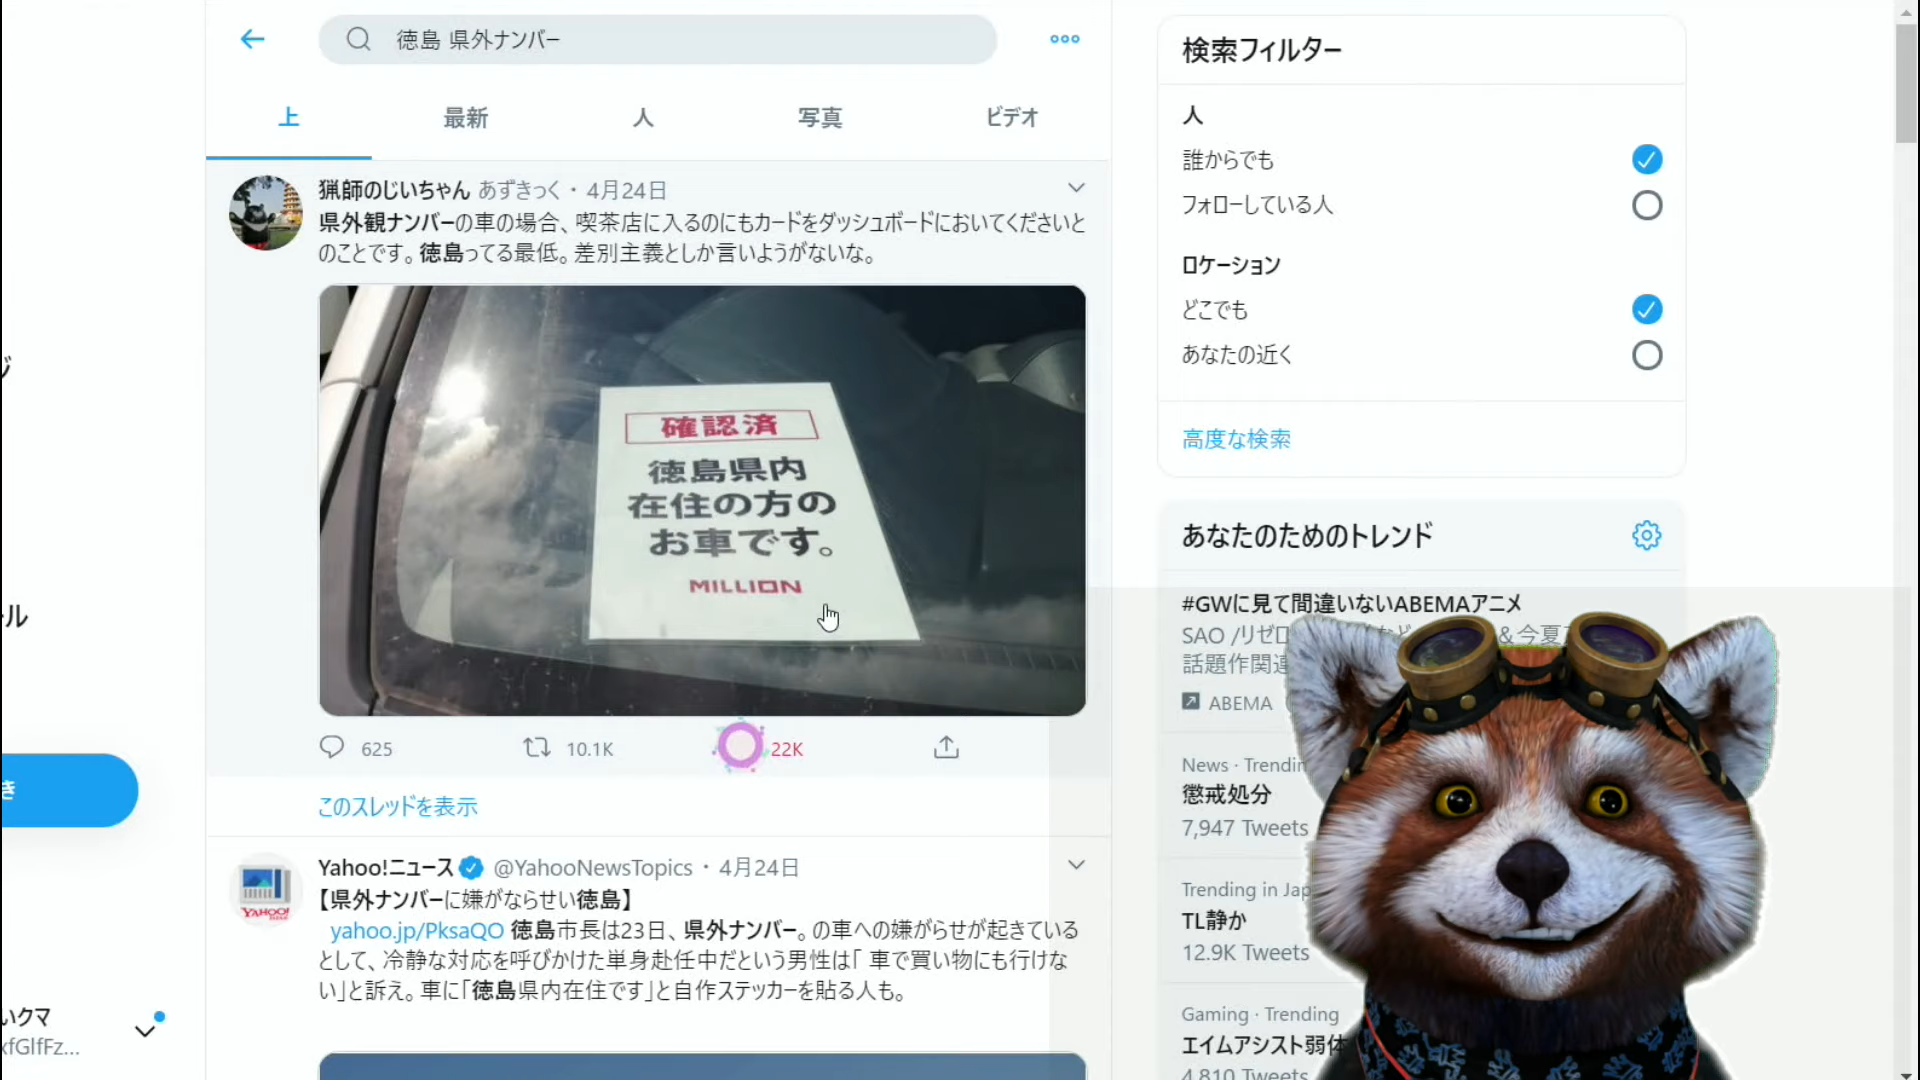 徳島 県外ナンバー
上
最新
人
写真
ビデオ
猟師のじいちゃん あずきっく · 4月24日
県外観ナンバーの車の場合、喫茶店に入るのにもカードをダッシュボードにおいてくださいと
のことです。徳島ってる最低。差別主義としか言いようがないな。
確認済
徳島県内
在住の方の
お車です。
MILLION
625
10.1K
22K
このスレッドを表示
Yahoo!ニュース @YahooNewsTopics · 4月24日
【県外ナンバーに嫌がならせい徳島】
yahoo.jp/PksaQO 徳島市長は23日、県外ナンバー。の車への嫌がらせが起きている
として、冷静な対応を呼びかけた単身赴任中だという男性は「 車で買い物にも行けな
い」と訴え。車に「徳島県内在住です」と自作ステッカーを貼る人も。
YAHOO!
ジ
ール
き
いクマ
検索フィルター
人
誰からでも
フォローしている人
ロケーション
どこでも
あなたの近く
高度な検索
あなたのためのトレンド
#GWに見て間違いないABEMAアニメ
SAO /リゼロ
& 今夏
話題作関連
ABEMA
News · Trendin
懲戒処分
7,947 Tweets
Trending in Jap
TL静か
12.9K Tweets
Gaming · Trending
エイムアシスト弱体
4,810 Tweets